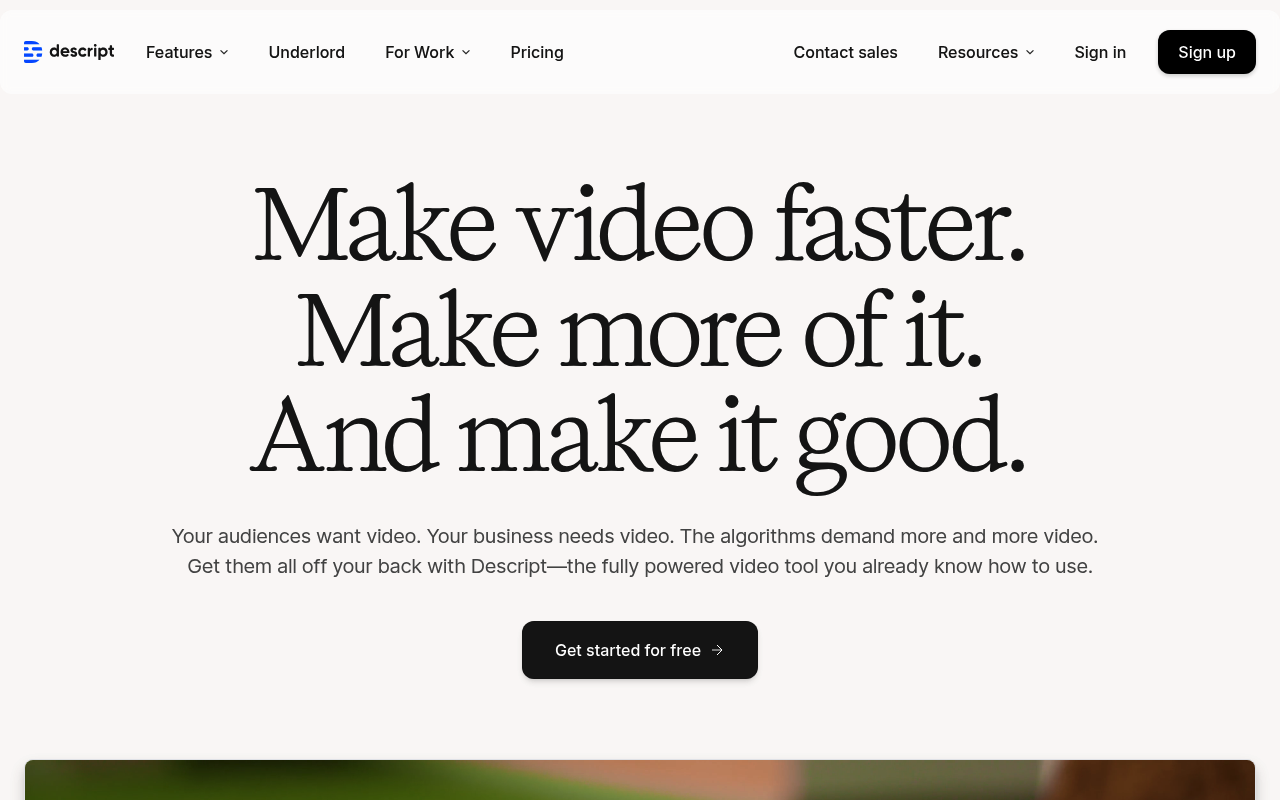 descript
Features
Underlord
For Work
Pricing
Contact sales
Resources
Sign in
Sign up
Make video faster.
Make more of it.
And make it good.
Your audiences want video. Your business needs video. The algorithms demand more and more video.
Get them all off your back with Descript—the fully powered video tool you already know how to use.
Get started for free